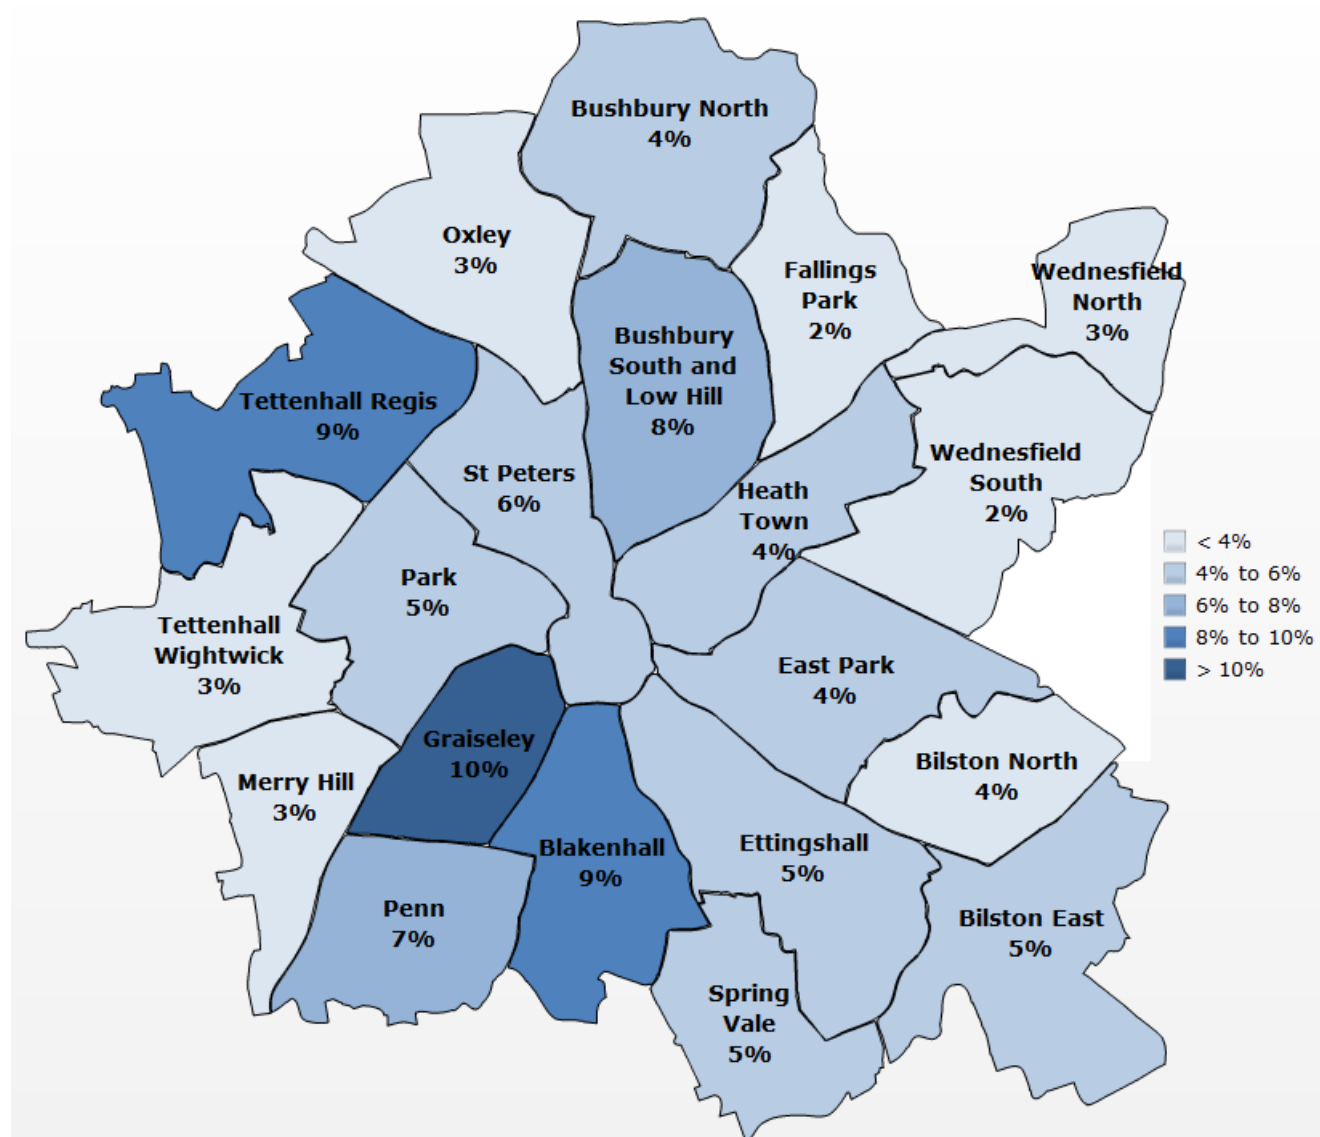 Bushbury North
4%
Oxley
3%
Fallings
Park
2%
Wednesfield
North
3%
Bushbury
South and
Low Hill
8%
Tettenhall Regis
9%
St Peters
6%
Wednesfield
South
2%
Heath
Town
4%
Park
5%
Tettenhall
Wightwick
3%
East Park
4%
Graiseley
10%
Bilston North
4%
Merry Hill
3%
Blakenhall
9%
Ettingshall
5%
Penn
7%
Bilston East
5%
Spring
Vale
5%
< 4%
4% to 6%
6% to 8%
8% to 10%
> 10%